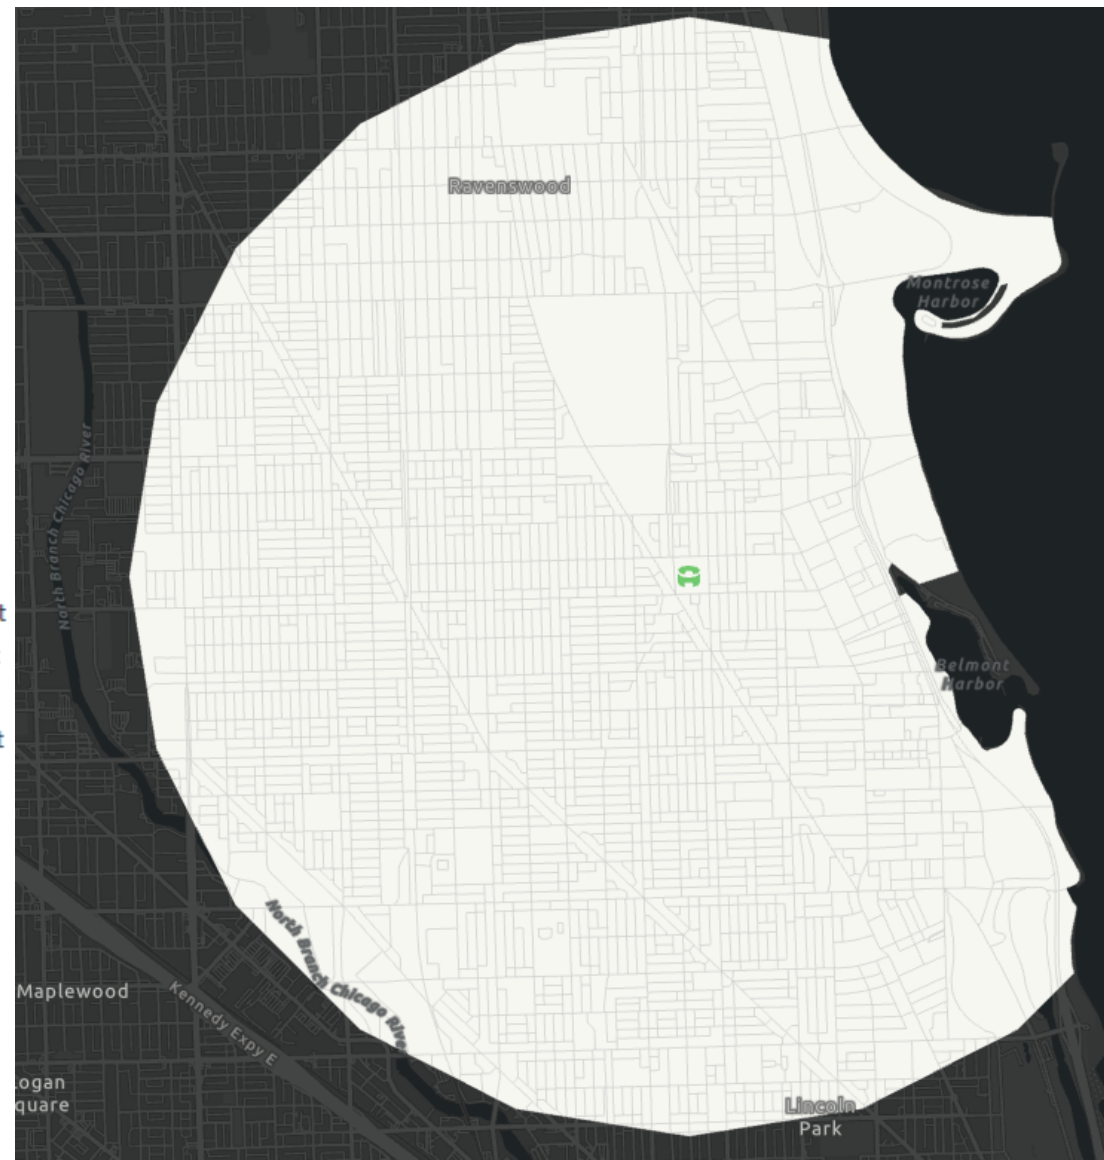 Ravenswood
Montrose
Harbor
North Branch Chicago River
t
Belmont
Harbor
t
North Branch Chicago River
Maplewood
Kennedy Expy E
ogan
quare
Lincoln
Park